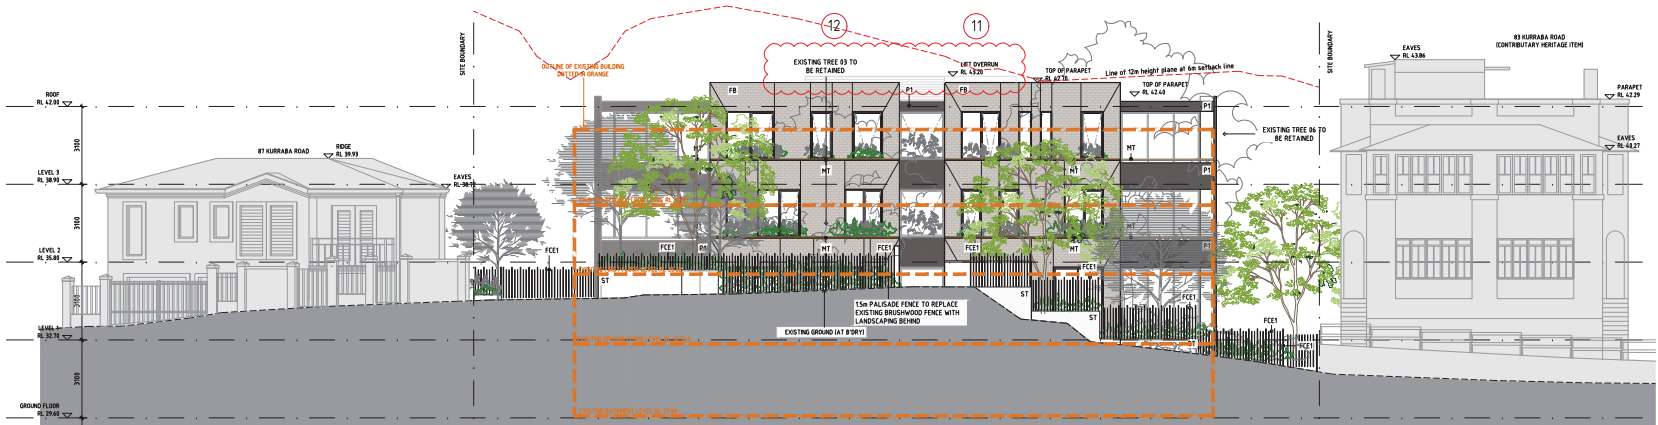 12
11
83 KURRABA ROAD
(CONTRIBUTARY HERITAGE ITEM)
SITE BOUNDARY
SITE BOUNDARY
EAVES
RL 43.86
OUTLINE OF EXISTING BUILDING
DOTTED IN ORANGE
EXISTING TREE 03 TO
BE RETAINED
LIFT OVERRUN
RL 43.20
TOP OF PARAPET
Line of 12m height plane at 6m setback line
TOP OF PARAPET
RL 42.40
PARAPET
RL 42.29
ROOF
RL 42.00
FB
P1
FB
P1
EXISTING TREE 06 TO
BE RETAINED
EAVES
RL 40.27
3100
87 KURRABA ROAD
RIDGE
RL 39.93
MT
MT
MT
MT
MT
P1
LEVEL 3
RL 38.90
EAVES
3100
LEVEL 2
RL 35.80
FCE1
FCE1
P1
MT
FCE1
FCE1
MT
P1
FCE1
ST
ST
FCE1
ST
3100
1.5m PALISADE FENCE TO REPLACE
EXISTING BRUSHWOOD FENCE WITH
LANDSCAPING BEHIND
EXISTING GROUND (AT B'DRY)
FCE1
FCE1
ST
LEVEL 1
RL 32.70
3100
GROUND FLOOR
RL 29.60